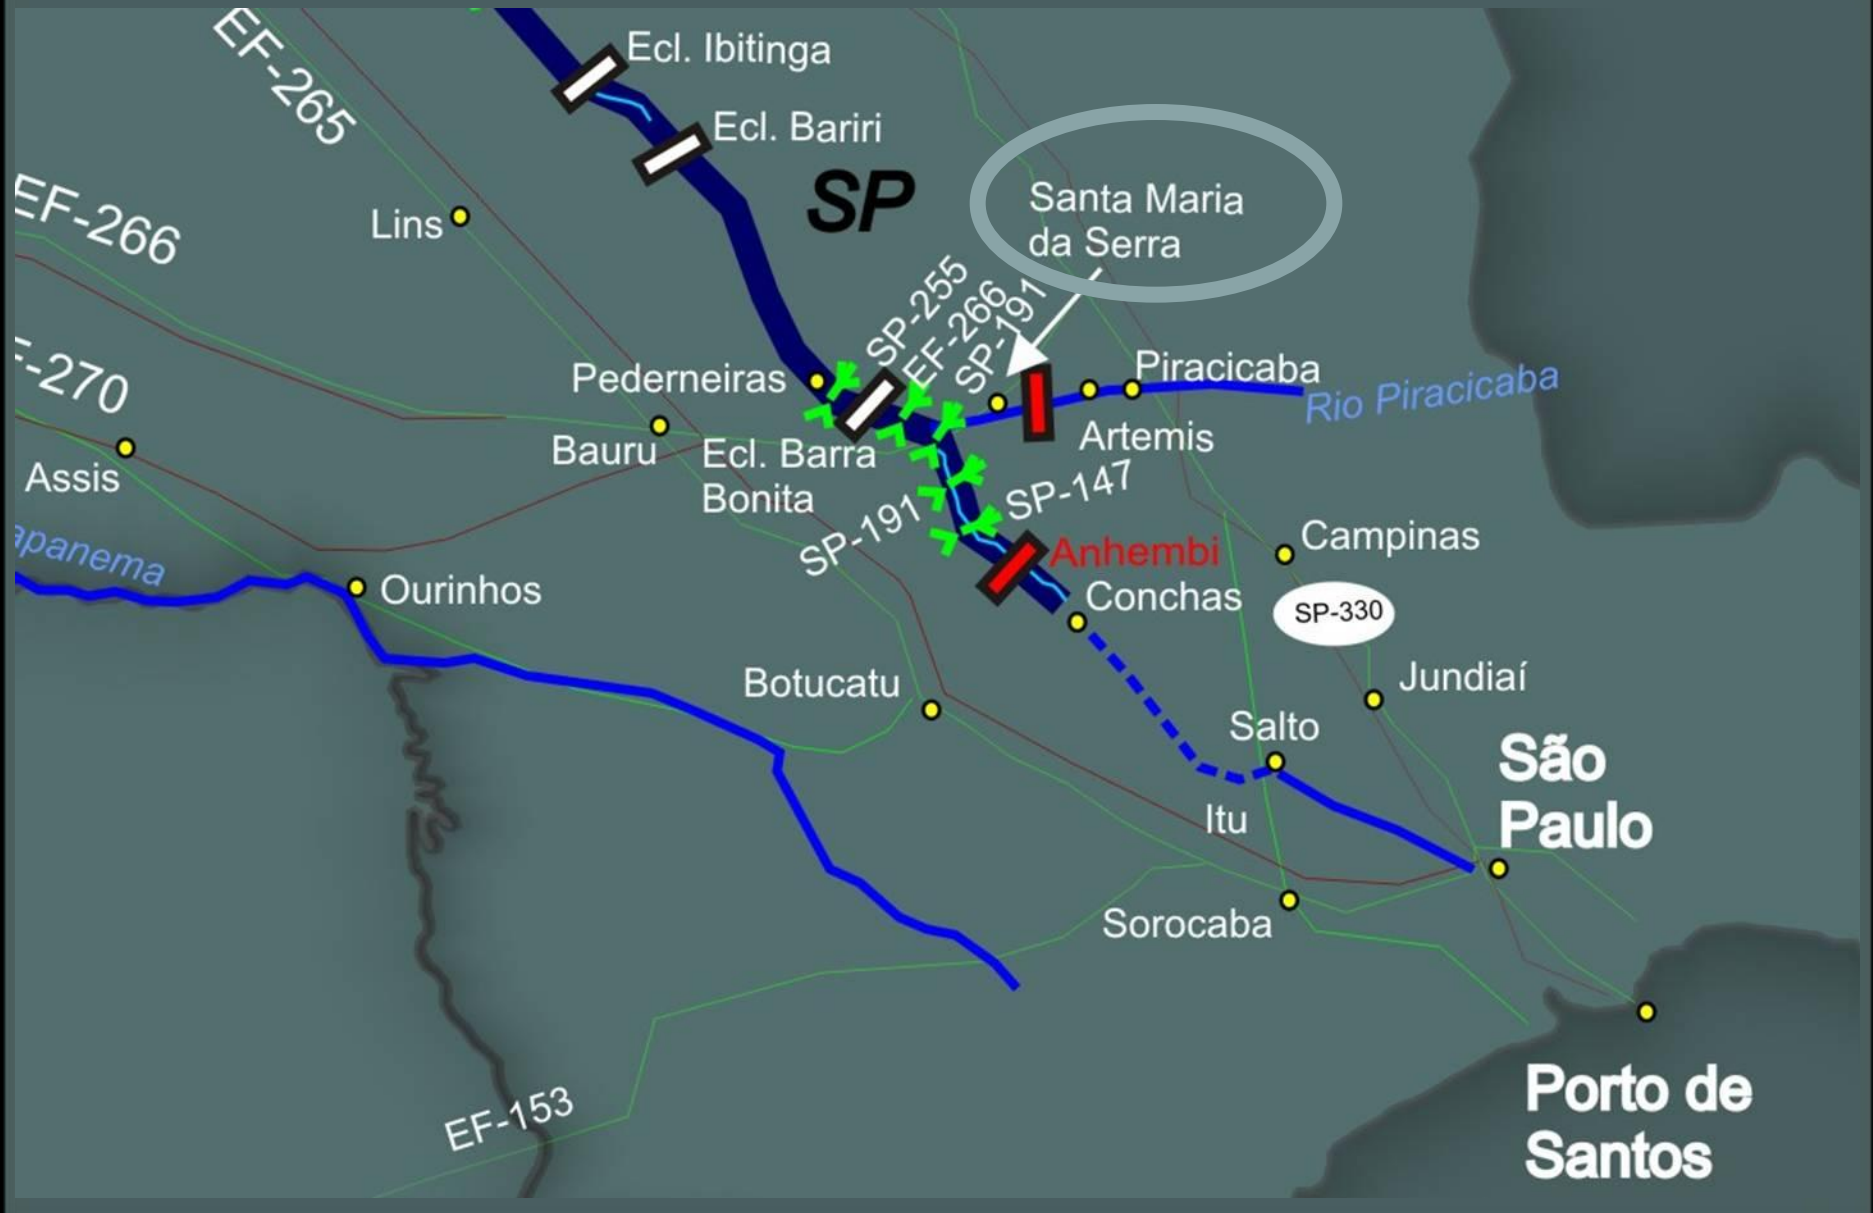 EF-265
Ecl. Ibitinga
Ecl. Bariri
SP
EF-266
Lins
Santa Maria
da Serra
SP-255
EF-266
SP-191
-270
Pederneiras
Piracicaba
Rio Piracicaba
Bauru
Ecl. Barra
Bonita
Artemis
Assis
SP-191
SP-147
apanema
Anhembi
Campinas
Ourinhos
Conchas
SP-330
Botucatu
Jundiaí
Salto
São
Paulo
Itu
Sorocaba
EF-153
Porto de
Santos